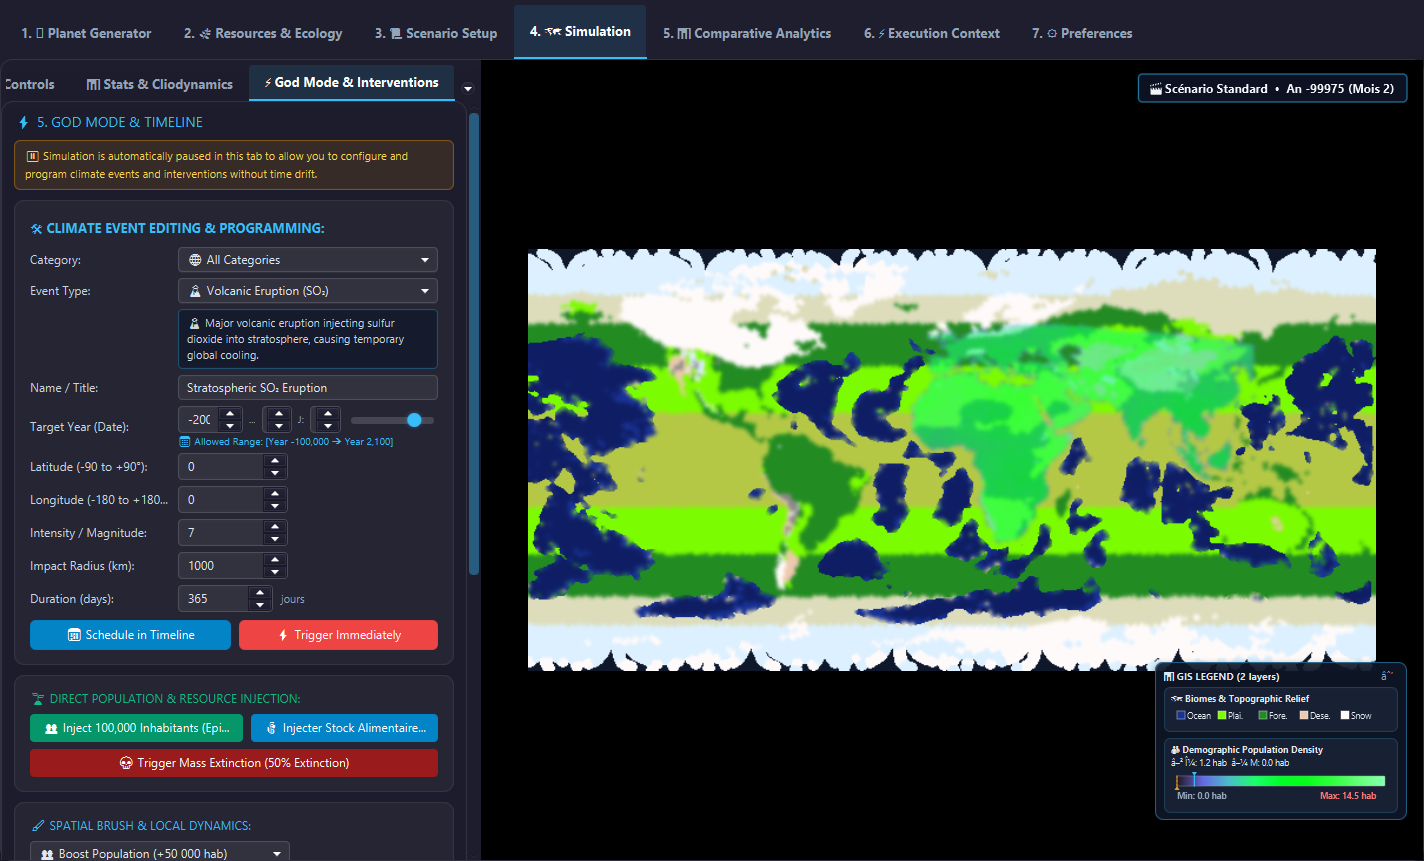 1. Planet Generator
2. Resources & Ecology
3. Scenario Setup
4. Simulation
5. Comparative Analytics
6. Execution Context
7. Preferences
Controls
Stats & Cliodynamics
God Mode & Interventions
Scénario Standard • An -99975 (Mois 2)
5. GOD MODE & TIMELINE
Simulation is automatically paused in this tab to allow you to configure and
program climate events and interventions without time drift.
CLIMATE EVENT EDITING & PROGRAMMING:
Category:
All Categories
Event Type:
Volcanic Eruption (SO₂)
Major volcanic eruption injecting sulfur
dioxide into stratosphere, causing temporary
global cooling.
Name / Title:
Stratospheric SO₂ Eruption
Target Year (Date):
-200
...
J:
Allowed Range: [Year -100,000 → Year 2,100]
Latitude (-90 to +90°):
0
Longitude (-180 to +180...
0
Intensity / Magnitude:
7
Impact Radius (km):
1000
Duration (days):
365
jours
Schedule in Timeline
Trigger Immediately
DIRECT POPULATION & RESOURCE INJECTION:
Inject 100,000 Inhabitants (Epi...
Injecter Stock Alimentaire...
Trigger Mass Extinction (50% Extinction)
SPATIAL BRUSH & LOCAL DYNAMICS:
Boost Population (+50 000 hab)
GIS LEGEND (2 layers)
Biomes & Topographic Relief
Ocean
Plai.
Fore.
Dese.
Snow
Demographic Population Density
â–² Î¼: 1.2 hab â–¼ M: 0.0 hab
Min: 0.0 hab
Max: 14.5 hab